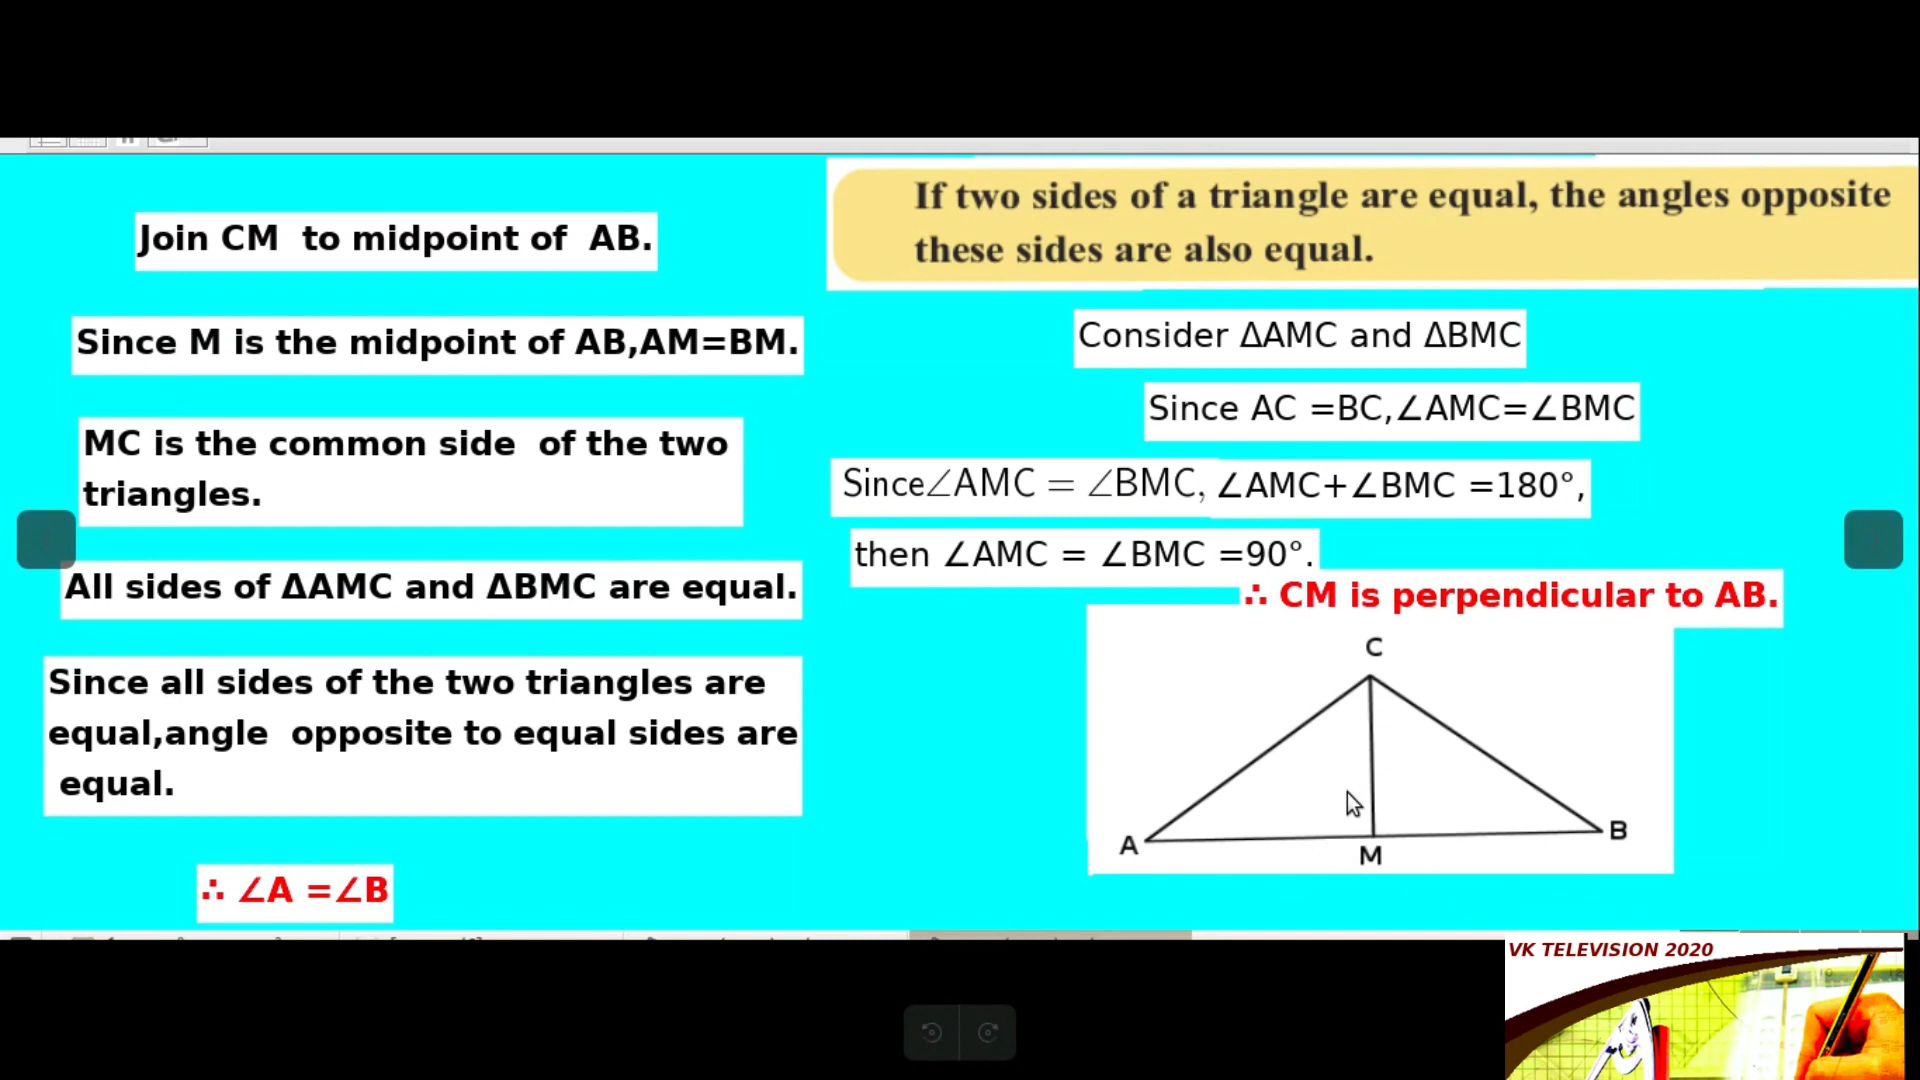 Join CM  to midpoint of  AB.
Since M is the midpoint of AB,AM=BM.
MC is the common side  of the two
triangles.
All sides of ΔAMC and ΔBMC are equal.
Since all sides of the two triangles are
equal,angle  opposite to equal sides are
equal.
∴ ∠A =∠B
If two sides of a triangle are equal, the angles opposite
these sides are also equal.
Consider ΔAMC and ΔBMC
Since AC =BC,∠AMC=∠BMC
Since∠AMC = ∠BMC, ∠AMC+∠BMC =180°,
then ∠AMC = ∠BMC =90°.
∴ CM is perpendicular to AB.
C
A
M
B
VK TELEVISION 2020